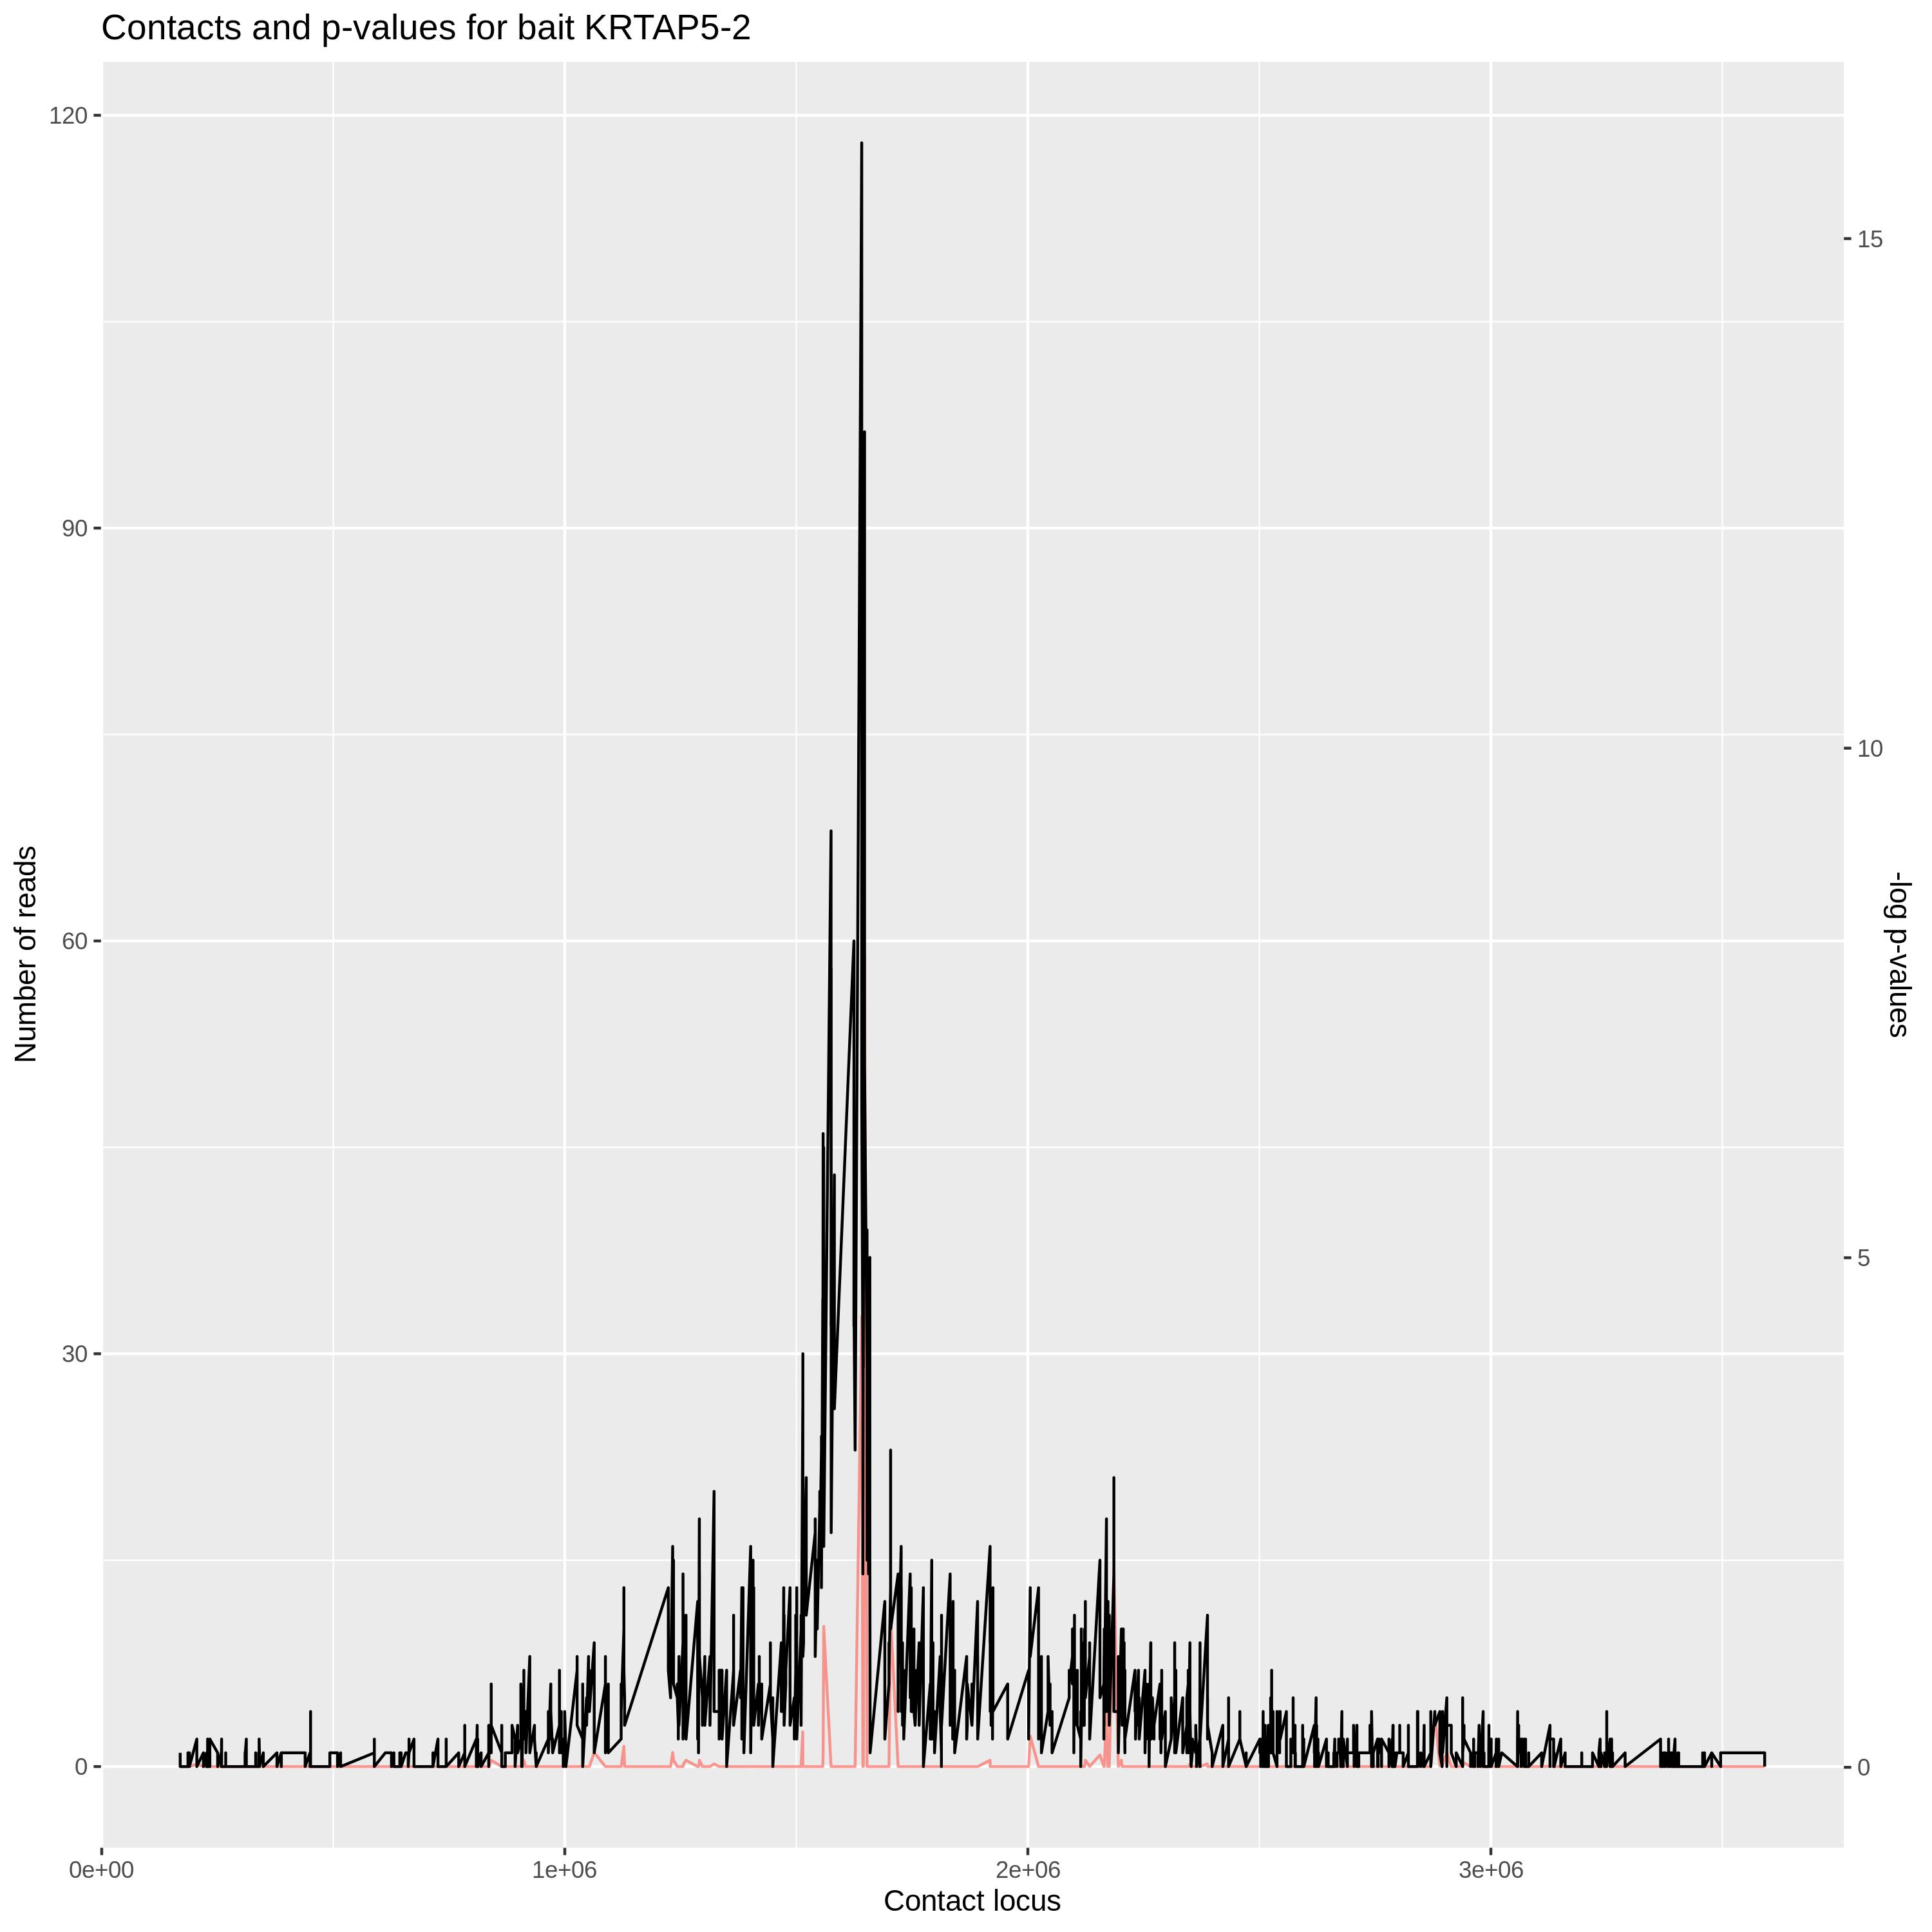 Contacts and p-values for bait KRTAP5-2
120
90
60
30
0
Number of reads
15
10
5
0
-log p-values
0e+00 1e+06 2e+06 3e+06
Contact locus